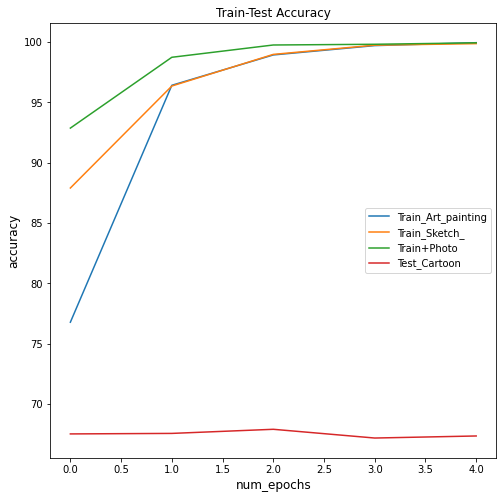 Train-Test Accuracy
accuracy
100
95
90
85
80
75
70
Train_Art_painting
Train_Sketch_
Train+Photo
Test_Cartoon
0.0 0.5 1.0 1.5 2.0 2.5 3.0 3.5 4.0
num_epochs